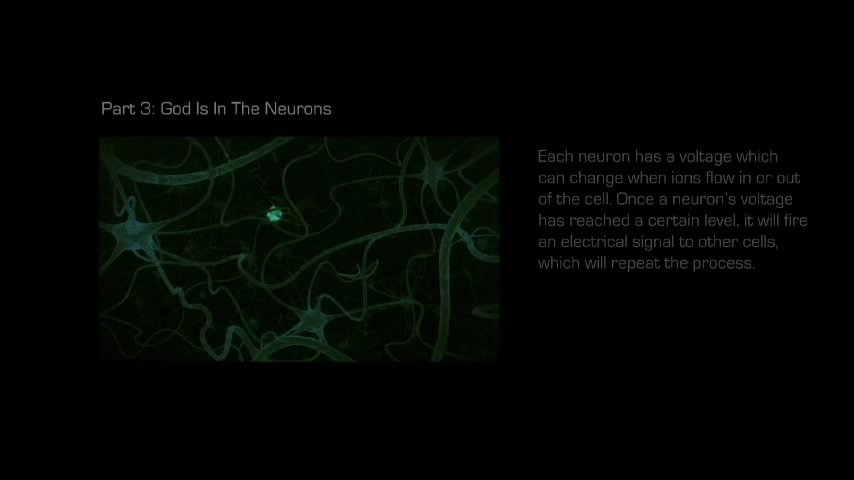 Part 3: God Is In The Neurons
Each neuron has a voltage which
can change when ions flow in or out
of the cell. Once a neuron's voltage
has reached a certain level, it will fire
an electrical signal to other cells,
which will repeat the process.